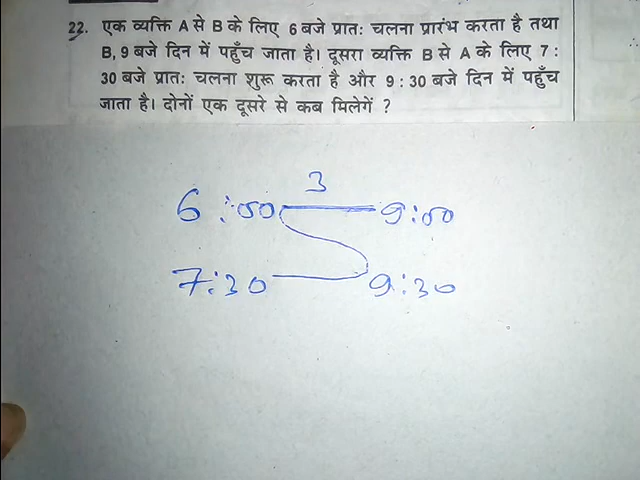 22. एक व्यक्ति A से B के लिए 6 बजे प्रातः चलना प्रारंभ करता है तथा
B, 9 बजे दिन में पहुँच जाता है। दूसरा व्यक्ति B से A के लिए 7 :
30 बजे प्रातः चलना शुरू करता है और 9 : 30 बजे दिन में पहुँच
जाता है। दोनों एक दूसरे से कब मिलेगें ?
3
6:00 9:00
7:30 9:30